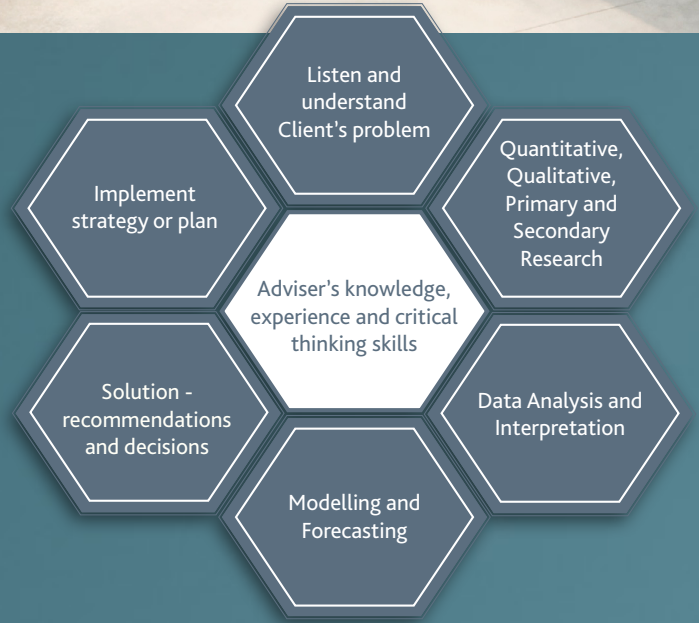 Listen and
understand
Client's problem
Quantitative,
Qualitative,
Primary and
Secondary
Research
Data Analysis and
Interpretation
Modelling and
Forecasting
Solution -
recommendations
and decisions
Implement
strategy or plan
Adviser's knowledge,
experience and critical
thinking skills